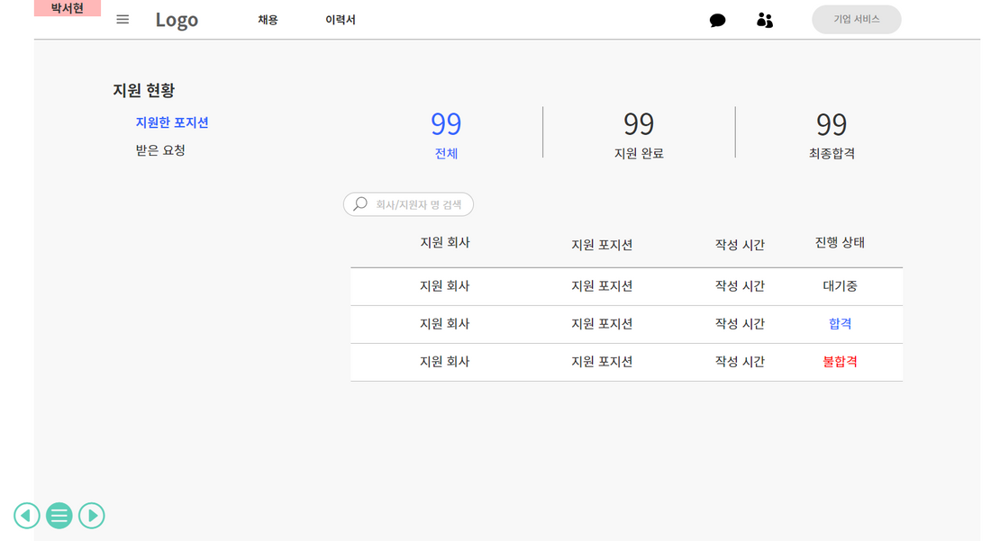 박서현
Logo 채용 이력서 기업 서비스
지원 현황
지원한 포지션
받은 요청
99 99 99
전체 지원 완료 최종합격
회사/지원자 명 검색
지원 회사 지원 포지션 작성 시간 진행 상태
지원 회사 지원 포지션 작성 시간 대기중
지원 회사 지원 포지션 작성 시간 합격
지원 회사 지원 포지션 작성 시간 불합격